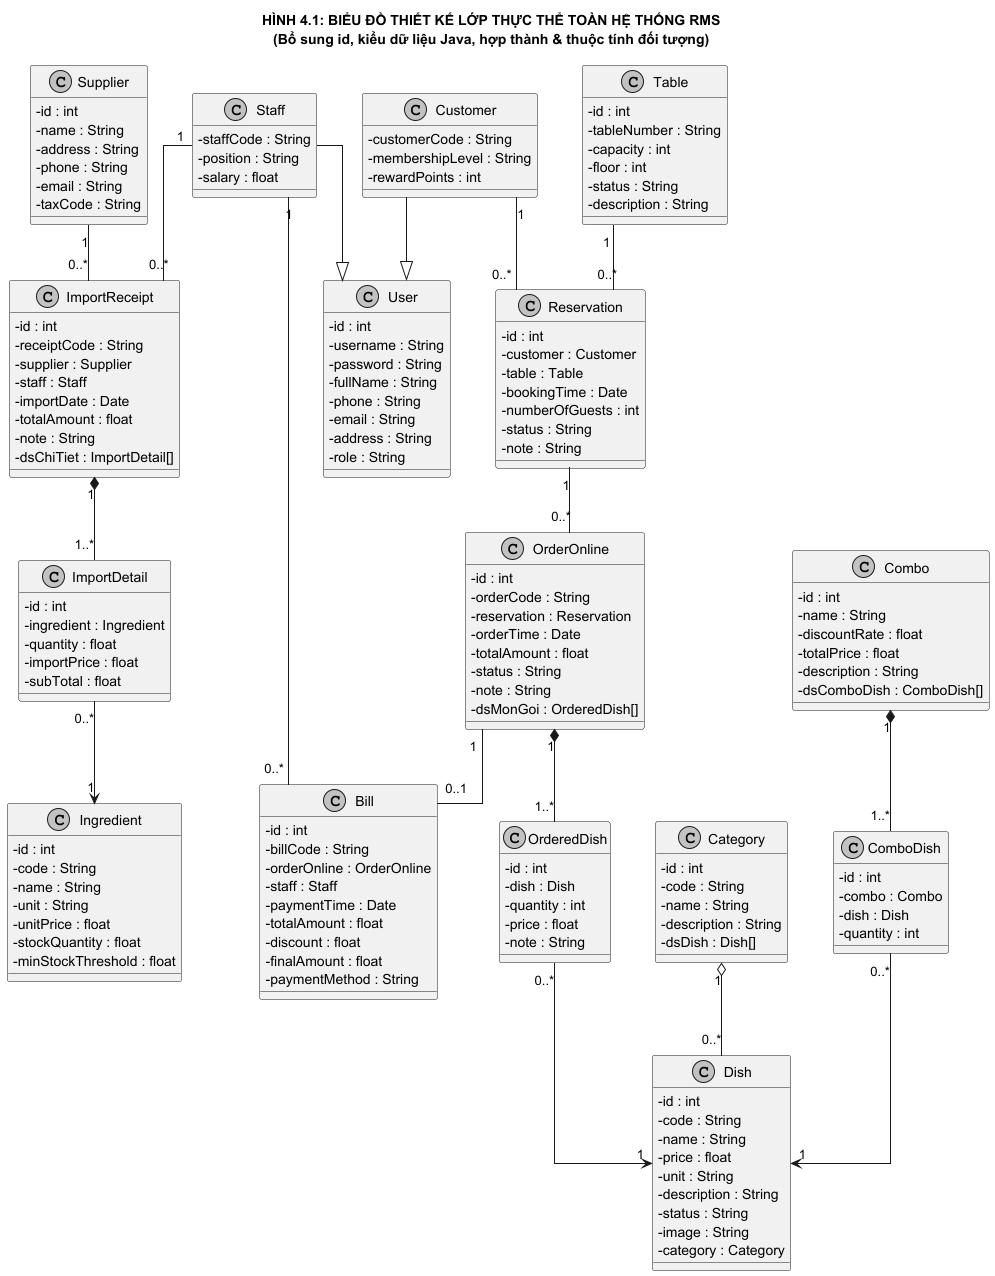 HÌNH 4.1: BIỂU ĐỒ THIẾT KẾ LỚP THỰC THỂ TOÀN HỆ THỐNG RMS
(Bổ sung id, kiểu dữ liệu Java, hợp thành & thuộc tính đối tượng)
C Supplier
-id : int
-name : String
-address : String
-phone : String
-email : String
-taxCode : String
C Staff
-staffCode : String
-position : String
-salary : float
C Customer
-customerCode : String
-membershipLevel : String
-rewardPoints : int
C Table
-id : int
-tableNumber : String
-capacity : int
-floor : int
-status : String
-description : String
1
0..*
1
0..*
1
1
0..*
1
0..*
C ImportReceipt
-id : int
-receiptCode : String
-supplier : Supplier
-staff : Staff
-importDate : Date
-totalAmount : float
-note : String
-dsChiTiet : ImportDetail[]
C User
-id : int
-username : String
-password : String
-fullName : String
-phone : String
-email : String
-address : String
-role : String
C Reservation
-id : int
-customer : Customer
-table : Table
-bookingTime : Date
-numberOfGuests : int
-status : String
-note : String
1
1..*
1
0..*
C ImportDetail
-id : int
-ingredient : Ingredient
-quantity : float
-importPrice : float
-subTotal : float
C OrderOnline
-id : int
-orderCode : String
-reservation : Reservation
-orderTime : Date
-totalAmount : float
-status : String
-note : String
-dsMonGoi : OrderedDish[]
C Combo
-id : int
-name : String
-discountRate : float
-totalPrice : float
-description : String
-dsComboDish : ComboDish[]
0..*
1
0..*
1
0..1
1
1..*
1
1..*
C Ingredient
-id : int
-code : String
-name : String
-unit : String
-unitPrice : float
-stockQuantity : float
-minStockThreshold : float
C Bill
-id : int
-billCode : String
-orderOnline : OrderOnline
-staff : Staff
-paymentTime : Date
-totalAmount : float
-discount : float
-finalAmount : float
-paymentMethod : String
C OrderedDish
-id : int
-dish : Dish
-quantity : int
-price : float
-note : String
C Category
-id : int
-code : String
-name : String
-description : String
-dsDish : Dish[]
C ComboDish
-id : int
-combo : Combo
-dish : Dish
-quantity : int
0..*
1
0..*
0..*
1
1
C Dish
-id : int
-code : String
-name : String
-price : float
-unit : String
-description : String
-status : String
-image : String
-category : Category